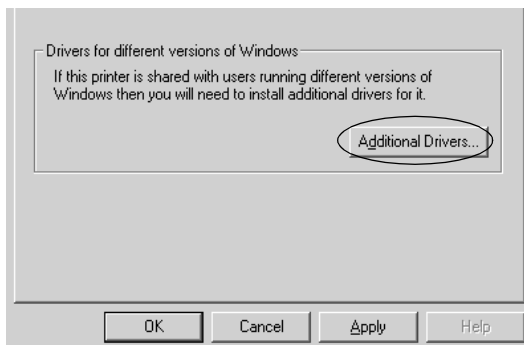 Drivers for different versions of Windows
If this printer is shared with users running different versions of
Windows then you will need to install additional drivers for it.
Additional Drivers...
OK Cancel Apply Help